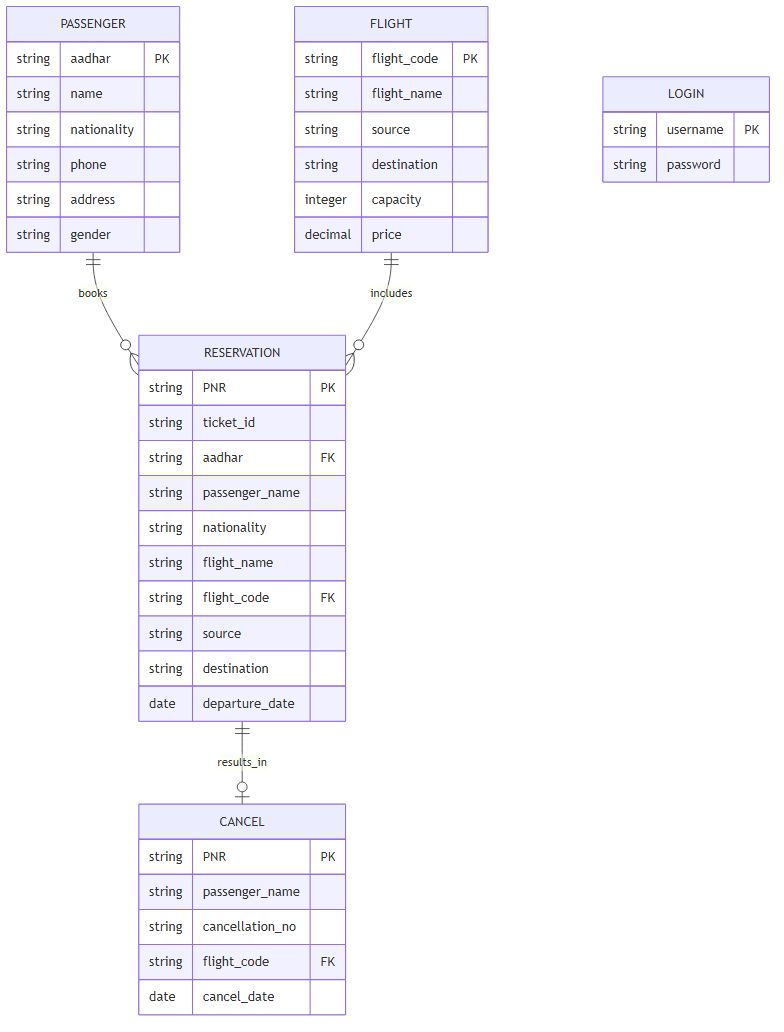 PASSENGER
string aadhar PK
string name
string nationality
string phone
string address
string gender
FLIGHT
string flight_code PK
string flight_name
string source
string destination
integer capacity
decimal price
LOGIN
string username PK
string password
books
includes
RESERVATION
string PNR PK
string ticket_id
string aadhar FK
string passenger_name
string nationality
string flight_name
string flight_code FK
string source
string destination
date departure_date
results_in
CANCEL
string PNR PK
string passenger_name
string cancellation_no
string flight_code FK
date cancel_date